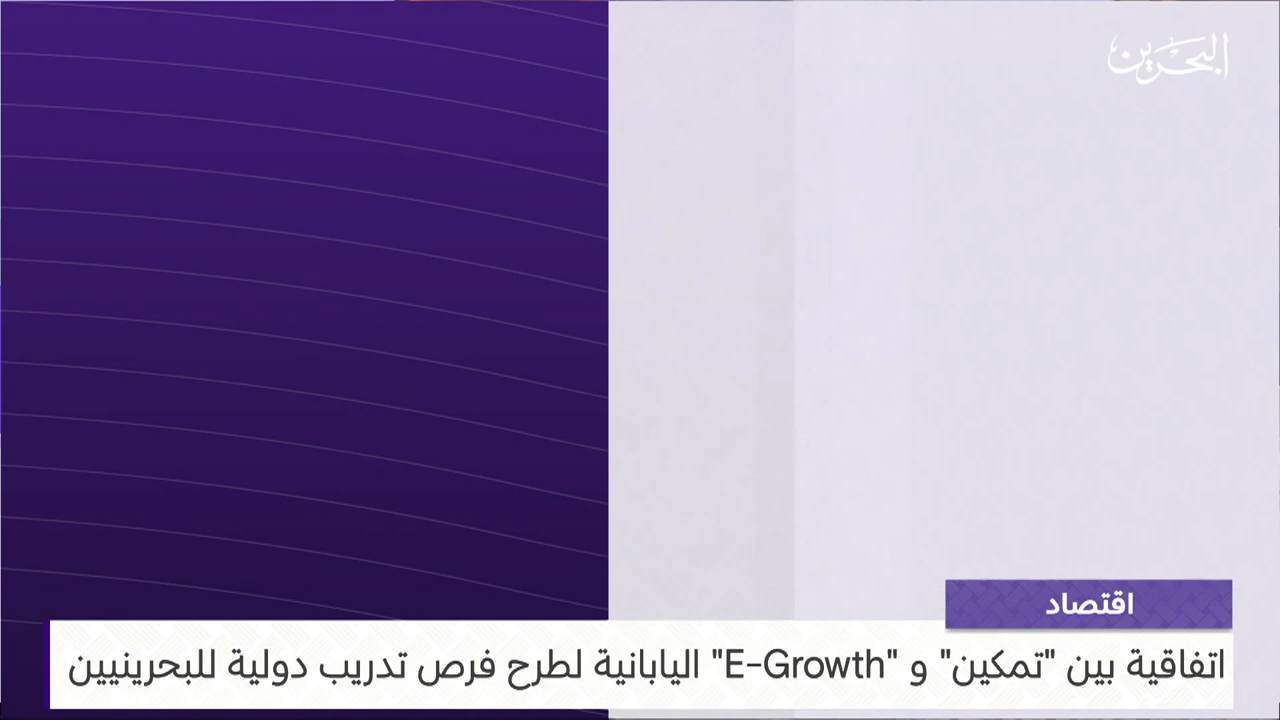 البحرين
اقتصاد
اتفاقية بين "تمكين" و "E-Growth" اليابانية لطرح فرص تدريب دولية للبحرينيين